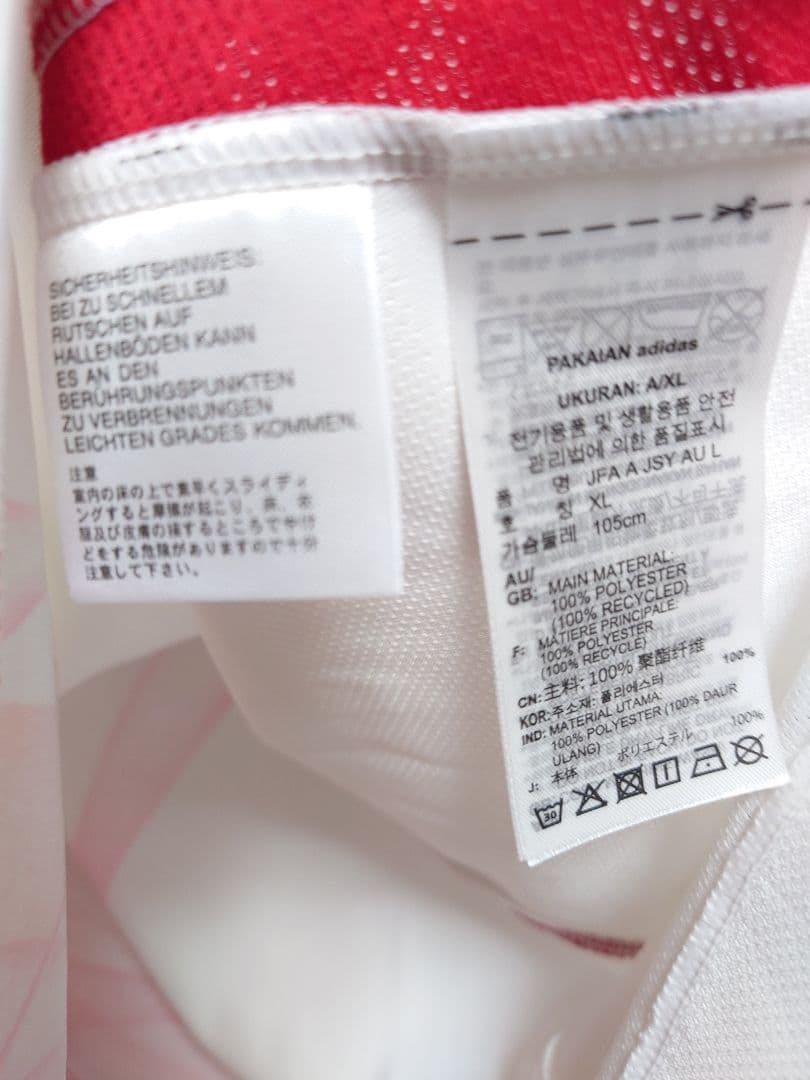 SICHERHEITSHINWEIS:
BEI ZU SCHNELLEM
RUTSCHEN AUF
HALLENBÖDEN KANN
ES AN DEN
BERÜHRUNGSPUNKTEN
ZU VERBRENNUNGEN
LEICHTEN GRADES KOMMEN.
注意
室内の床の上で素早くスライディ
ングすると摩擦が起こり、床、衣
服及び皮膚の接するところでやけ
どをする危険がありますので十分
注意して下さい。
PAKAIAN adidas
UKURAN: A/XL
전기용품 및 생활용품 안전
관리법에 의한 품질표시
품 명 JFA A JSY AU L
호 칭 XL
가슴둘레 105cm
AU/
GB: MAIN MATERIAL:
100% POLYESTER
(100% RECYCLED)
F: MATIERE PRINCIPALE:
100% POLYESTER
(100% RECYCLE)
CN: 主料: 100% 聚酯纤维
KOR: 주소재: 폴리에스터 100%
IND: MATERIAL UTAMA:
100% POLYESTER (100% DAUR
ULANG)
J: 本体 ポリエステル 100%
30